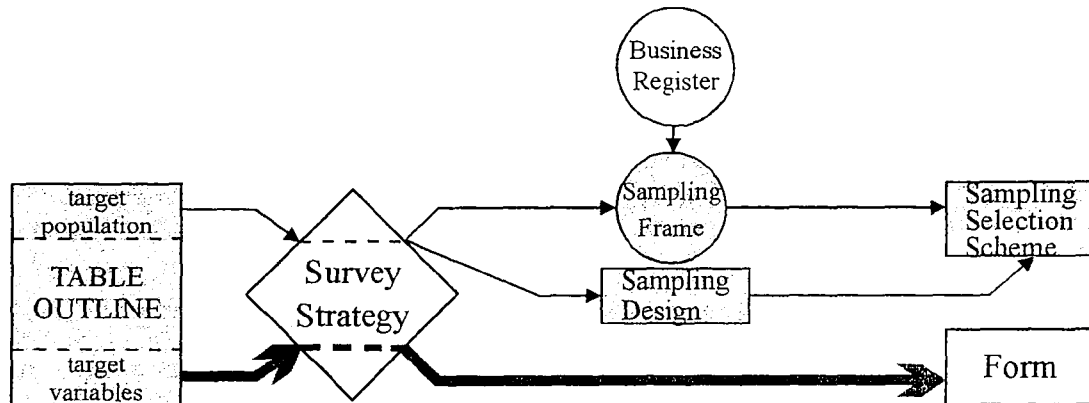 Business
Register
target
population
TABLE
OUTLINE
target
variables
Survey
Strategy
Sampling
Frame
Sampling
Design
Sampling
Selection
Scheme
Form